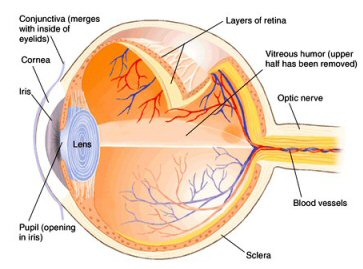 Conjunctiva (merges
with inside of
eyelids)
Cornea
Iris
Lens
Pupil (opening
in iris)
Layers of retina
Vitreous humor (upper
half has been removed)
Optic nerve
Blood vessels
Sclera